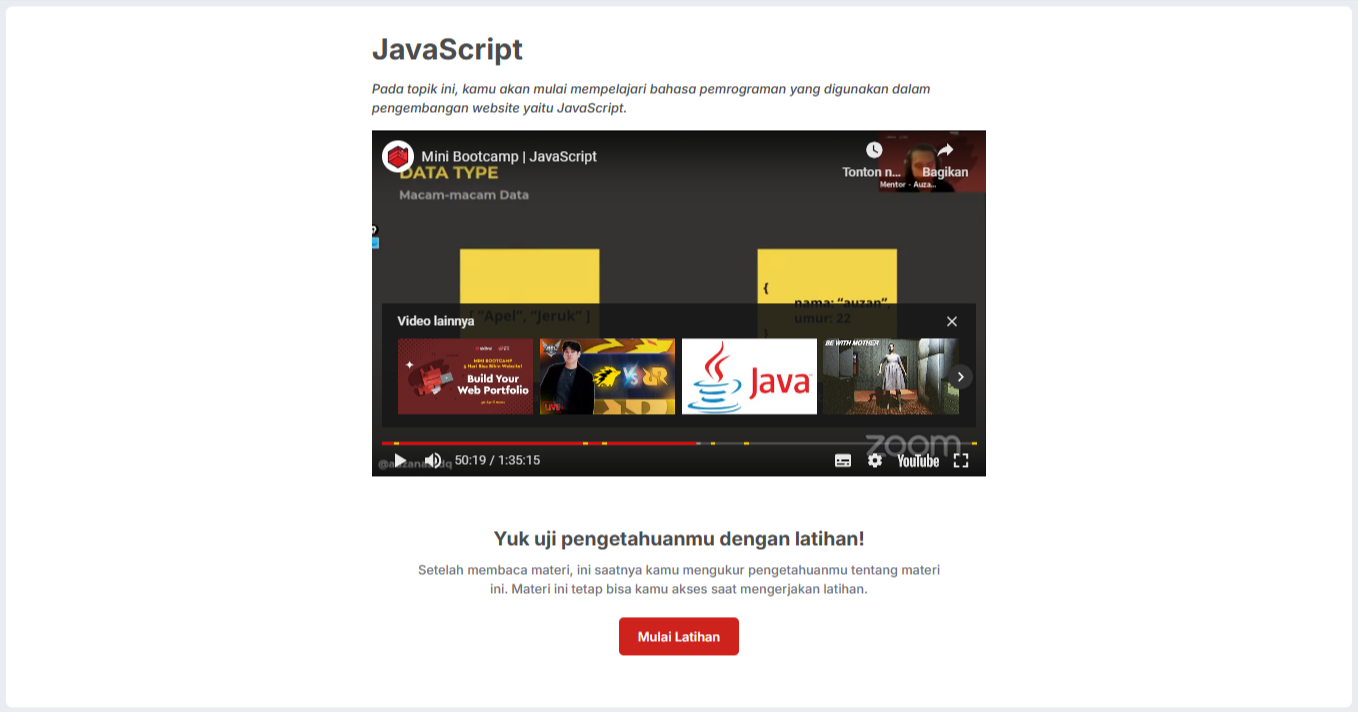 JavaScript
Pada topik ini, kamu akan mulai mempelajari bahasa pemrograman yang digunakan dalam
pengembangan website yaitu JavaScript.
Mini Bootcamp | JavaScript
Tonton n...
Bagikan
Mentor - Auza...
DATA TYPE
Macam-macam Data
[ "Apel", "Jeruk" ]
{
nama: "auzan",
umur: 22
}
Video lainnya
MINI BOOTCAMP
Build Your
Web Portfolio
LIVE
VS
Java
BE WITH MOTHER
zoom
50:19 / 1:35:15
YouTube
Yuk uji pengetahuanmu dengan latihan!
Setelah membaca materi, ini saatnya kamu mengukur pengetahuanmu tentang materi
ini. Materi ini tetap bisa kamu akses saat mengerjakan latihan.
Mulai Latihan